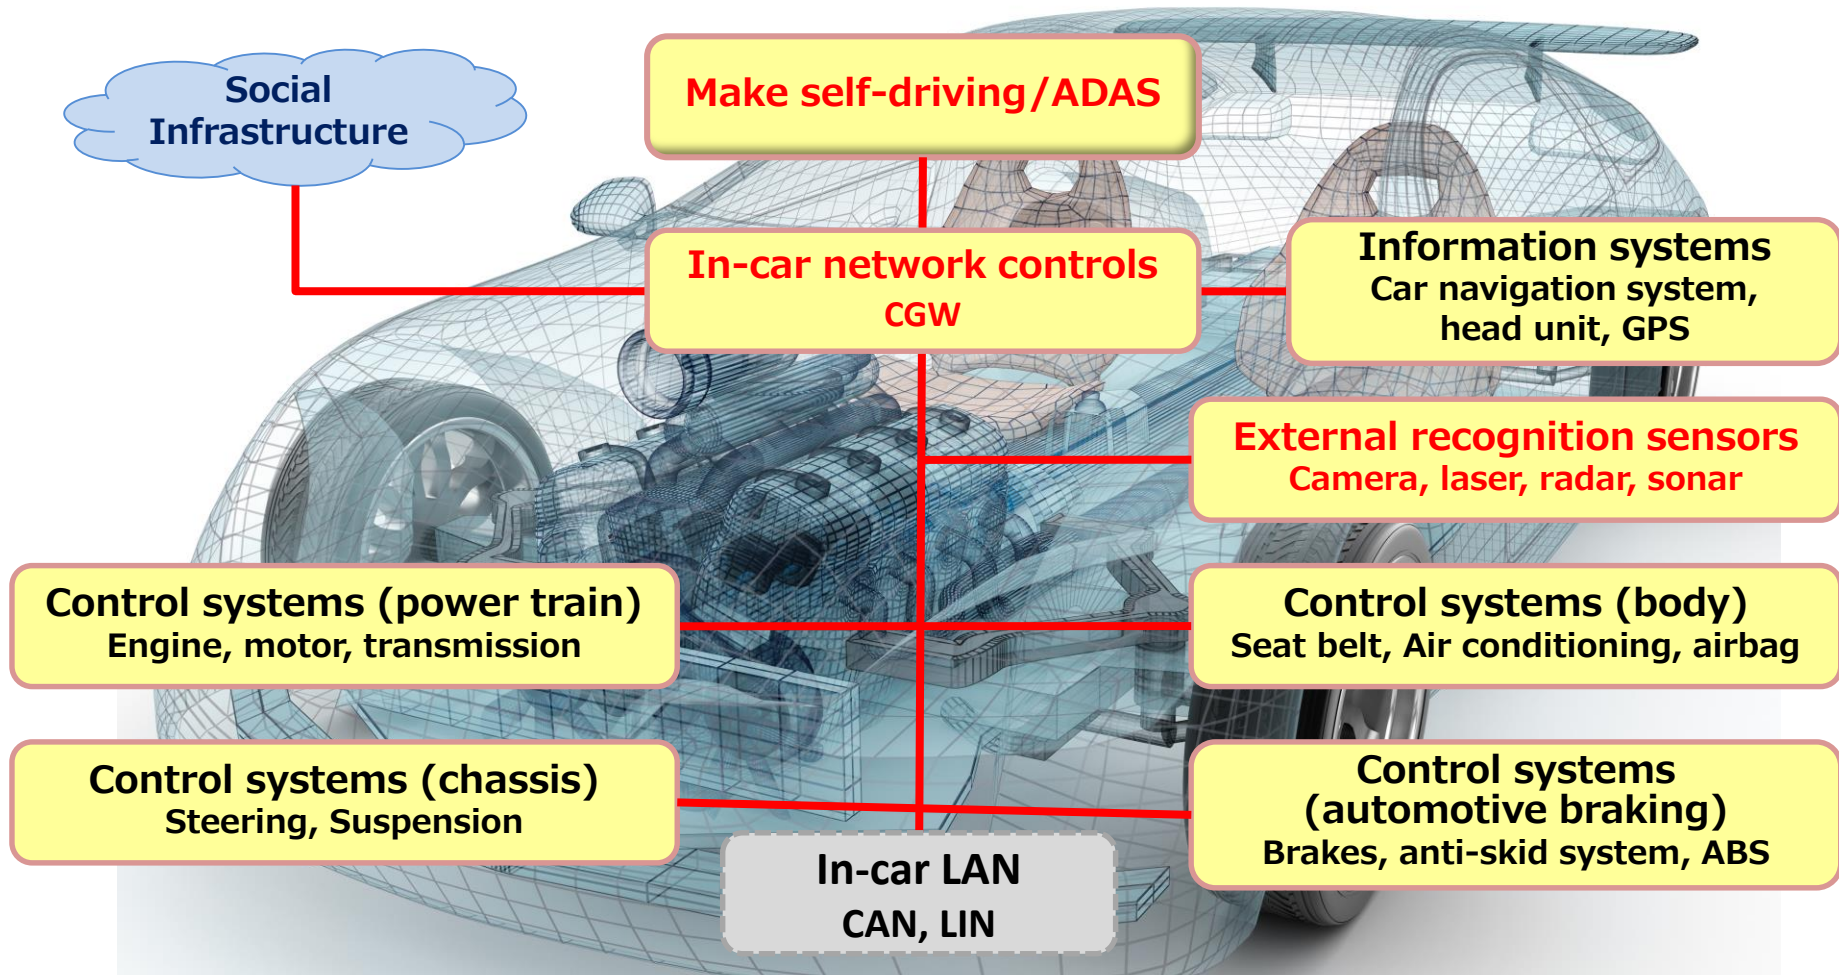 Social
Infrastructure
Make self-driving/ADAS
In-car network controls
CGW
Information systems
Car navigation system,
head unit, GPS
External recognition sensors
Camera, laser, radar, sonar
Control systems (power train)
Engine, motor, transmission
Control systems (body)
Seat belt, Air conditioning, airbag
Control systems (chassis)
Steering, Suspension
Control systems
(automotive braking)
Brakes, anti-skid system, ABS
In-car LAN
CAN, LIN